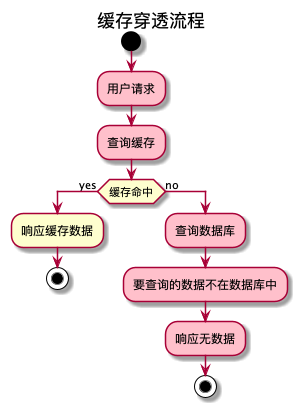 缓存穿透流程
用户请求
查询缓存
yes
缓存命中
no
响应缓存数据
查询数据库
要查询的数据不在数据库中
响应无数据